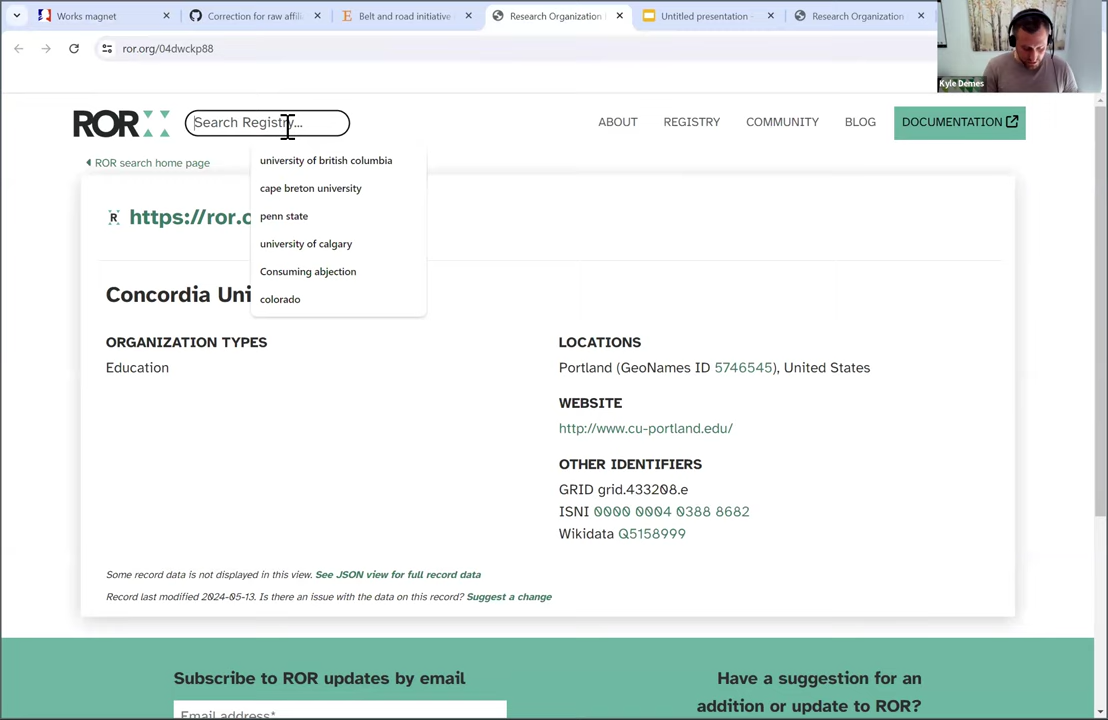 Works magnet
Correction for raw affili
Belt and road initiative
Research Organization
Untitled presentation -
Research Organization
ror.org/04dwckp88
Kyle Demes
ROR
Search Registry...
ABOUT
REGISTRY
COMMUNITY
BLOG
DOCUMENTATION
ROR search home page
university of british columbia
cape breton university
penn state
university of calgary
Consuming abjection
colorado
R https://ror.o
Concordia Uni
ORGANIZATION TYPES
Education
LOCATIONS
Portland (GeoNames ID 5746545), United States
WEBSITE
http://www.cu-portland.edu/
OTHER IDENTIFIERS
GRID grid.433208.e
ISNI 0000 0004 0388 8682
Wikidata Q5158999
Some record data is not displayed in this view. See JSON view for full record data
Record last modified 2024-05-13. Is there an issue with the data on this record? Suggest a change
Subscribe to ROR updates by email
Email address*
Have a suggestion for an
addition or update to ROR?